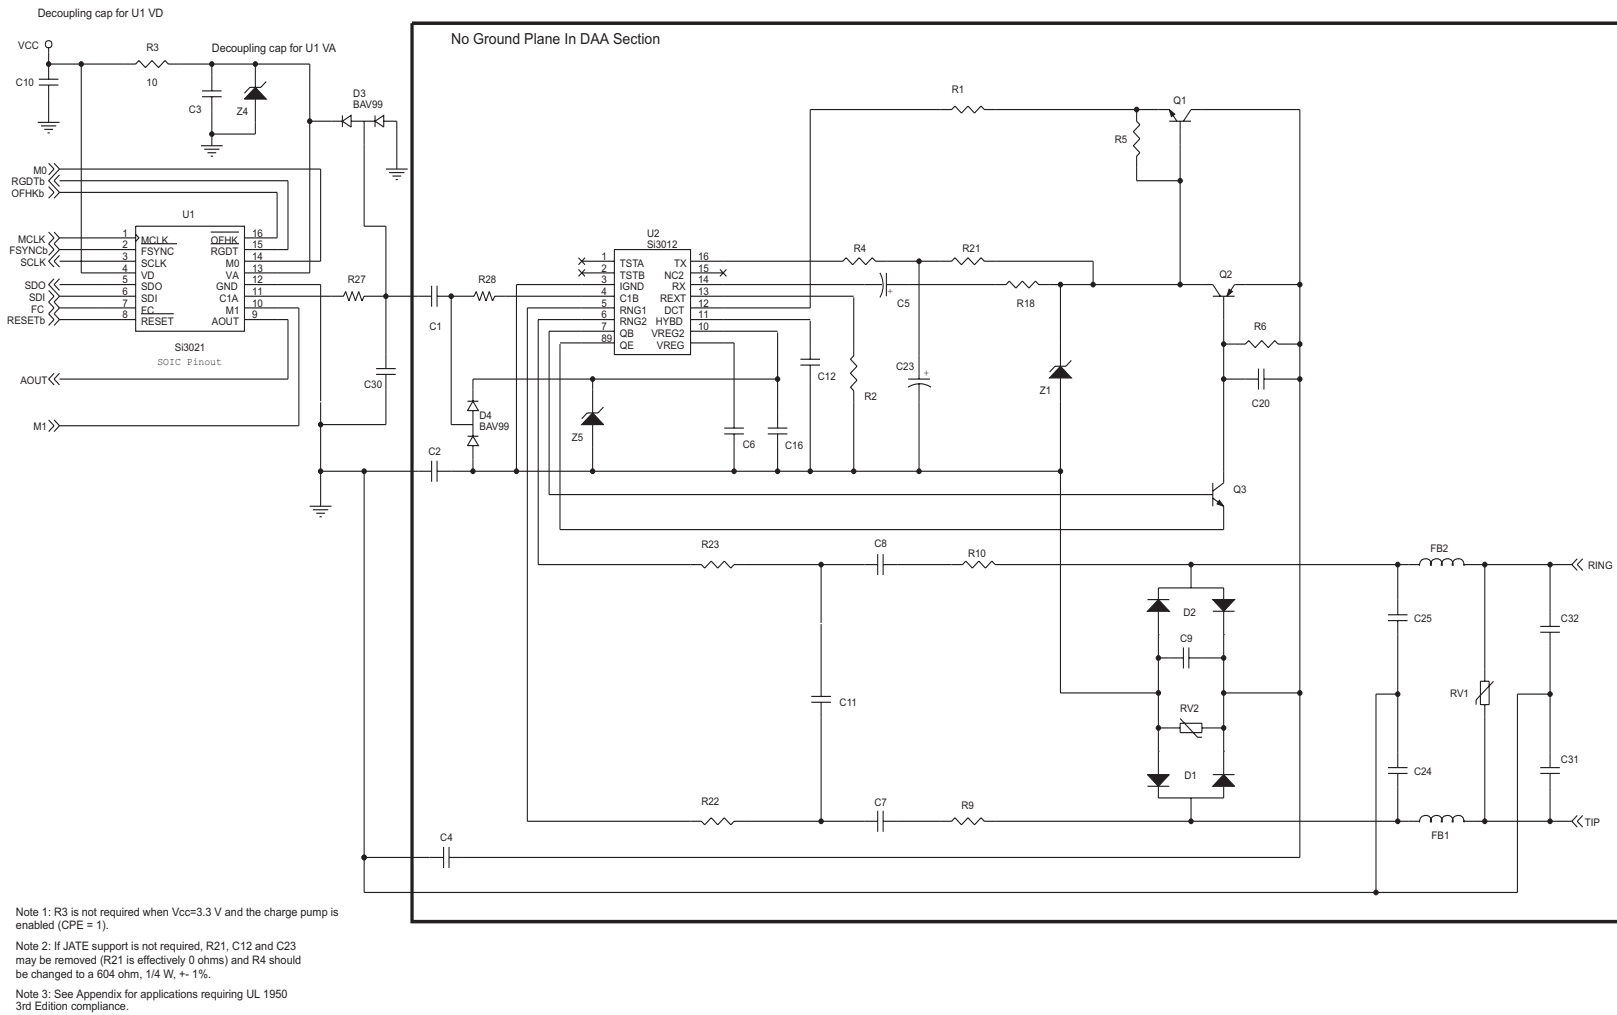 Decoupling cap for U1 VD
No Ground Plane In DAA Section
VCC
R3
Decoupling cap for U1 VA
C10
10
C3
Z4
D3
BAV99
R1
Q1
R5
M0
RGDTb
OFHKb
U1
MCLK
FSYNCb
SCLK
SDO
SDI
FC
RESETb
1 MCLK
2 FSYNC
3 SCLK
4 VD
5 SDO
6 SDI
7 FC
8 RESET
OFHK 16
RGDT 15
M0 14
VA 13
GND 12
C1A 11
M1 10
AOUT 9
Si3021
SOIC Pinout
AOUT
M1
R27
C30
C1
R28
D4
BAV99
C2
U2
Si3012
1 TSTA
2 TSTB
3 IGND
4 C1B
5 RNG1
6 RNG2
7 QB
89 QE
TX 16
NC2 15
RX 14
REXT 13
DCT 12
HYBD 11
VREG2 10
VREG
R4
R21
C5
+
R18
Q2
R6
C20
Z5
C6
C16
C12
R2
C23
+
Z1
Q3
R23
C8
R10
FB2
RING
D2
C9
C25
C32
C11
RV2
RV1
D1
C24
C31
R22
C7
R9
FB1
TIP
C4
Note 1: R3 is not required when Vcc=3.3 V and the charge pump is
enabled (CPE = 1).
Note 2: If JATE support is not required, R21, C12 and C23
may be removed (R21 is effectively 0 ohms) and R4 should
be changed to a 604 ohm, 1/4 W, +- 1%.
Note 3: See Appendix for applications requiring UL 1950
3rd Edition compliance.